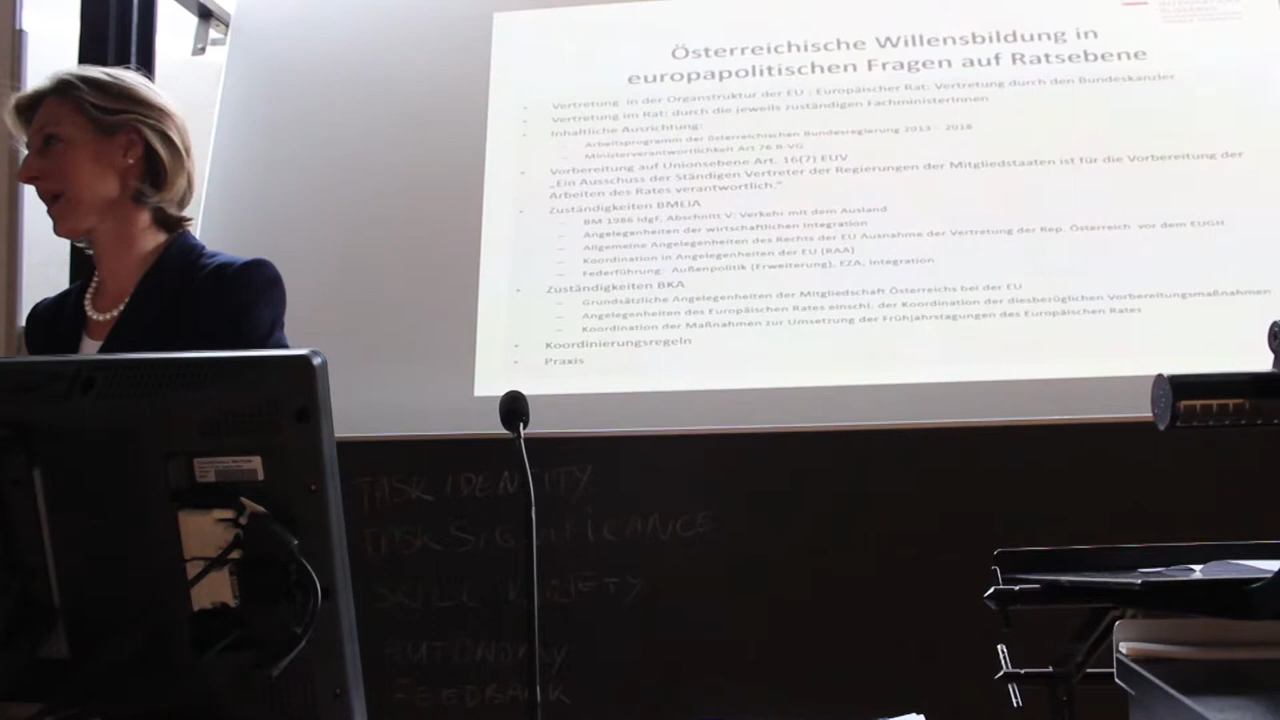 Österreichische Willensbildung in
europapolitischen Fragen auf Ratsebene
Vertretung in der Organstruktur der EU : Europäischer Rat: Vertretung durch den Bundeskanzler
Vertretung im Rat: durch die jeweils zuständigen FachministerInnen
Inhaltliche Ausrichtung:
Arbeitsprogramm der österreichischen Bundesregierung 2013 - 2018
Ministerverantwortlichkeit Art 76 B-VG
Vorbereitung auf Unionsebene Art. 16(7) EUV
„Ein Ausschuss der Ständigen Vertreter der Regierungen der Mitgliedstaaten ist für die Vorbereitung der
Arbeiten des Rates verantwortlich.“
Zuständigkeiten BMEIA
BM 1986 idgF, Abschnitt V: Verkehr mit dem Ausland
Angelegenheiten der wirtschaftlichen Integration
Allgemeine Angelegenheiten des Rechts der EU Ausnahme der Vertretung der Rep. Österreich vor dem EUGH
Koordination in Angelegenheiten der EU (RAA)
Federführung: Außenpolitik (Erweiterung), EZA, Integration
Zuständigkeiten BKA
Grundsätzliche Angelegenheiten der Mitgliedschaft Österreichs bei der EU
Angelegenheiten des Europäischen Rates einschl. der Koordination der diesbezüglichen Vorbereitungsmaßnahmen
Koordination der Maßnahmen zur Umsetzung der Frühjahrstagungen des Europäischen Rates
Koordinierungsregeln
Praxis
TASK IDENTITY
TASK SIGNIFICANCE
SKILL VARIETY
AUTONOMY
FEEDBACK